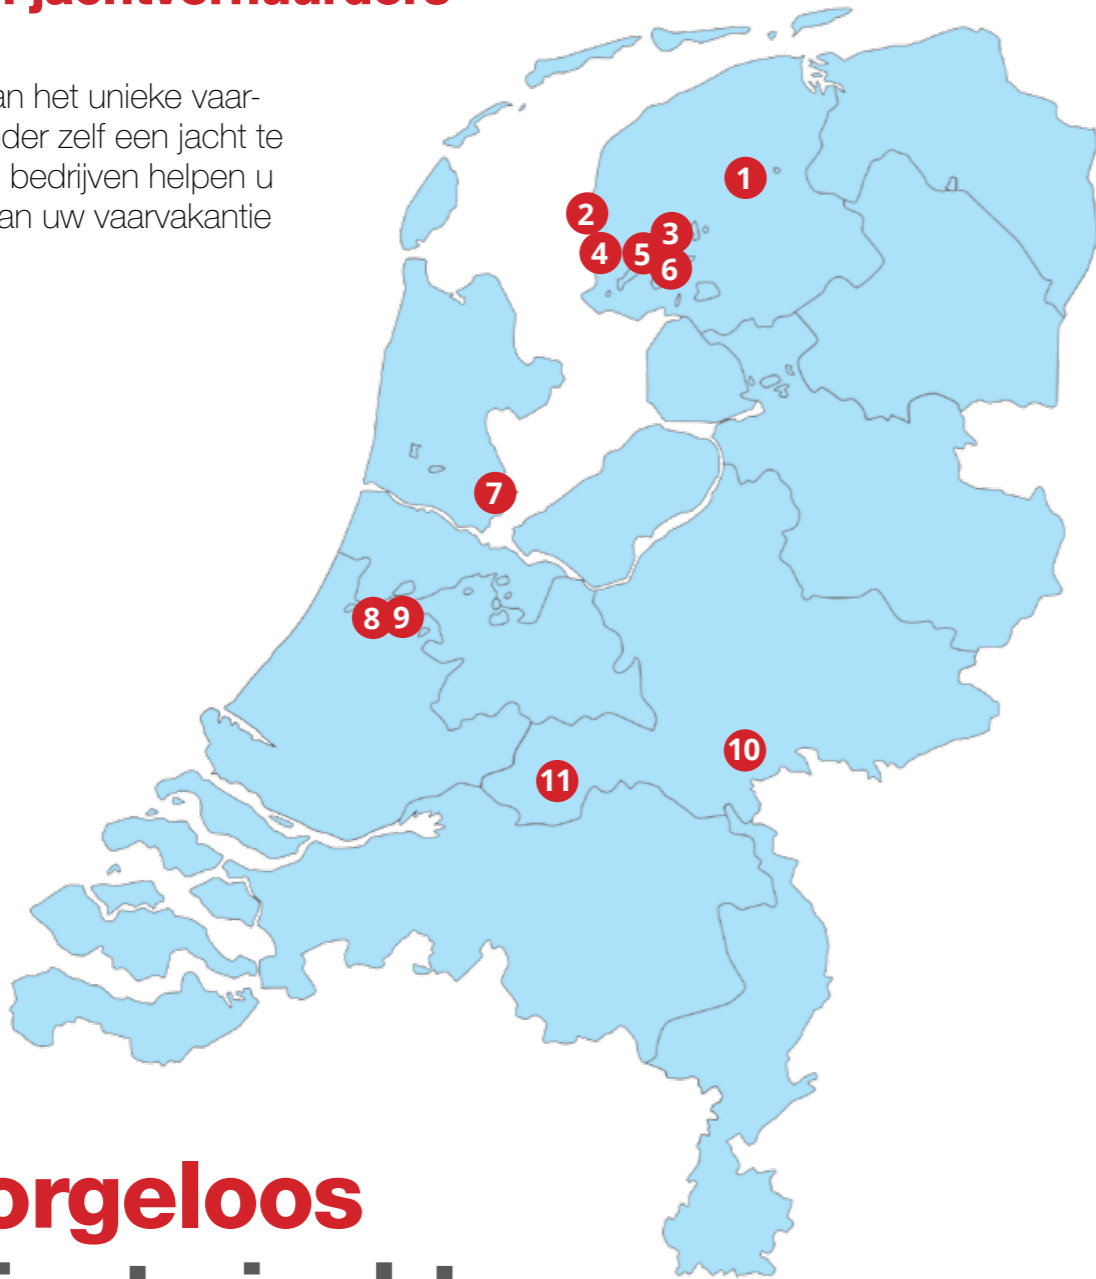 jachtverhuurders
an het unieke vaar-
der zelf een jacht te
bedrijven helpen u
an uw vaarvakantie
1
2
3
4
5
6
7
8
9
10
11
orgeloos